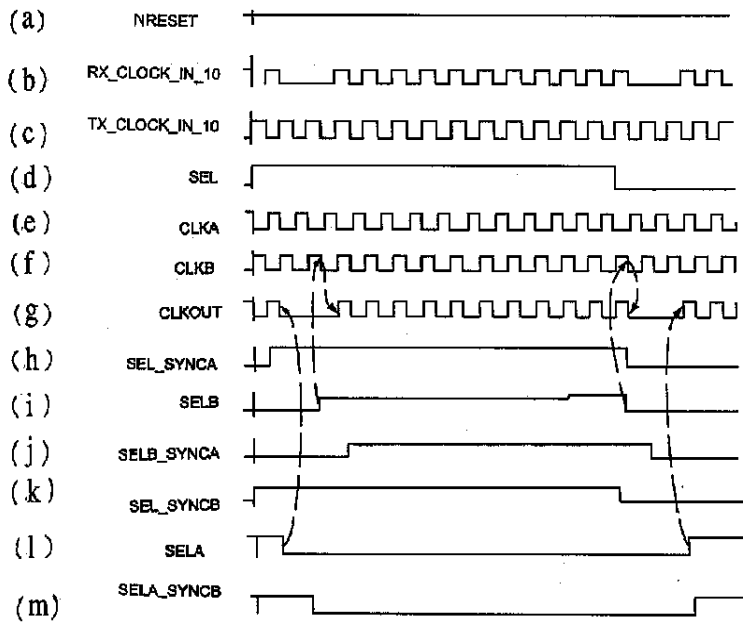 (a) NRESET
(b) RX_CLOCK_IN_10
(c) TX_CLOCK_IN_10
(d) SEL
(e) CLKA
(f) CLKB
(g) CLKOUT
(h) SEL_SYNCA
(i) SELB
(j) SELB_SYNCA
(k) SEL_SYNCB
(l) SELA
(m) SELA_SYNCB